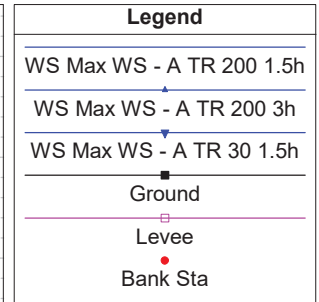 Legend
WS Max WS - A TR 200 1.5h
WS Max WS - A TR 200 3h
WS Max WS - A TR 30 1.5h
Ground
Levee
Bank Sta